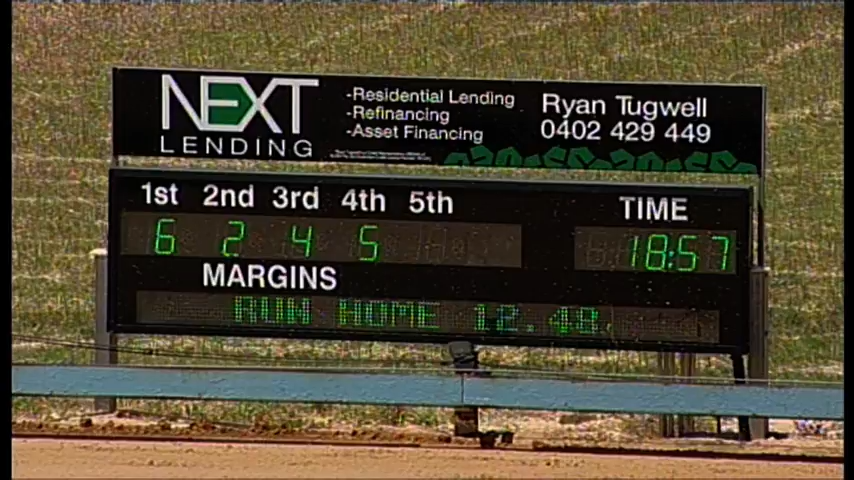 NEXT
LENDING
-Residential Lending
-Refinancing
-Asset Financing
Ryan Tugwell
0402 429 449
1st 2nd 3rd 4th 5th TIME
6 2 4 5 18:57
MARGINS
RUN HOME 12.48